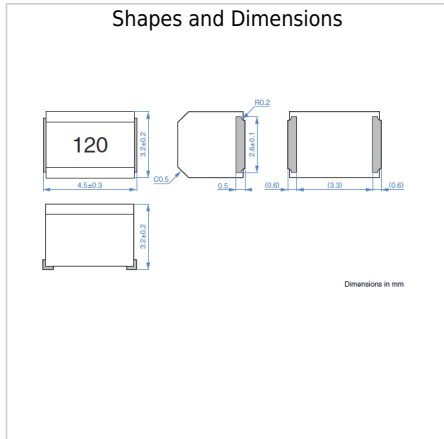 Shapes and Dimensions
R0.2
120
3.2±0.2
2.6±0.1
C0.5
4.5±0.3
0.5
(0.6)
(3.3)
(0.6)
3.2±0.2
Dimensions in mm